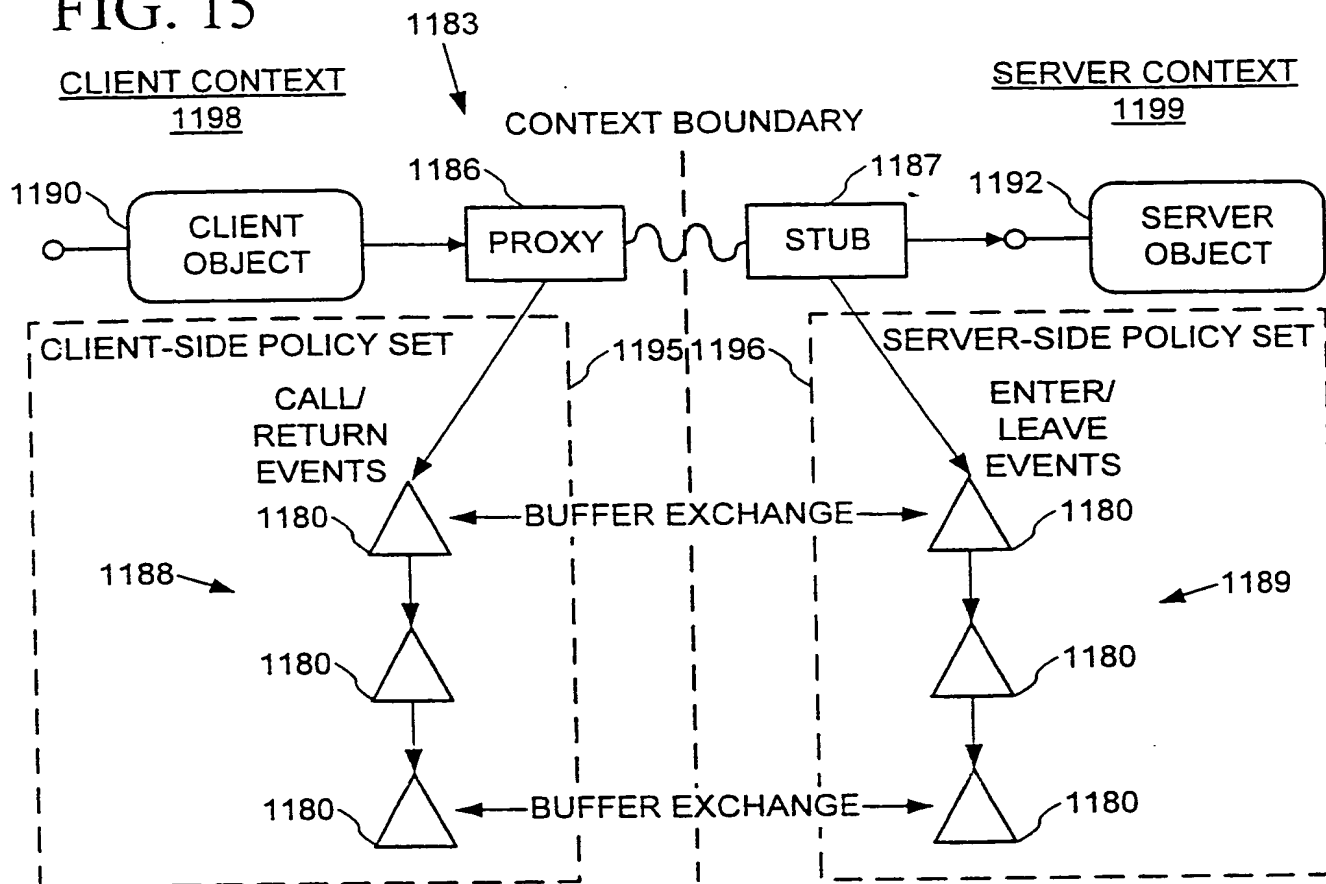 FIG. 15
1183
CLIENT CONTEXT
1198
SERVER CONTEXT
1199
CONTEXT BOUNDARY
1190
CLIENT
OBJECT
1186
PROXY
1187
STUB
1192
SERVER
OBJECT
CLIENT-SIDE POLICY SET
1195
1196
SERVER-SIDE POLICY SET
CALL/
RETURN
EVENTS
ENTER/
LEAVE
EVENTS
1180
BUFFER EXCHANGE
1180
1188
1189
1180
1180
1180
BUFFER EXCHANGE
1180